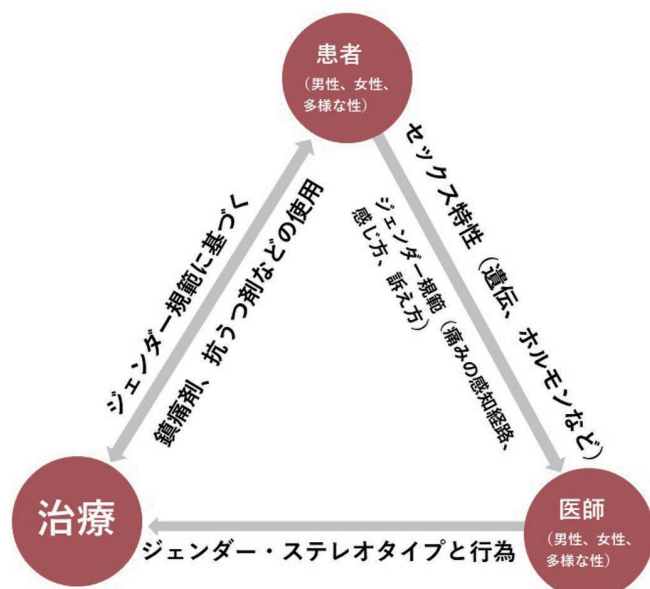 患者
(男性、女性、
多様な性)
セックス特性（遺伝、ホルモンなど）
ジェンダー規範（痛みの感知経路、
感じ方、訴え方）
ジェンダー規範に基づく
鎮痛剤、抗うつ剤などの使用
治療
ジェンダー・ステレオタイプと行為
医師
(男性、女性、
多様な性)